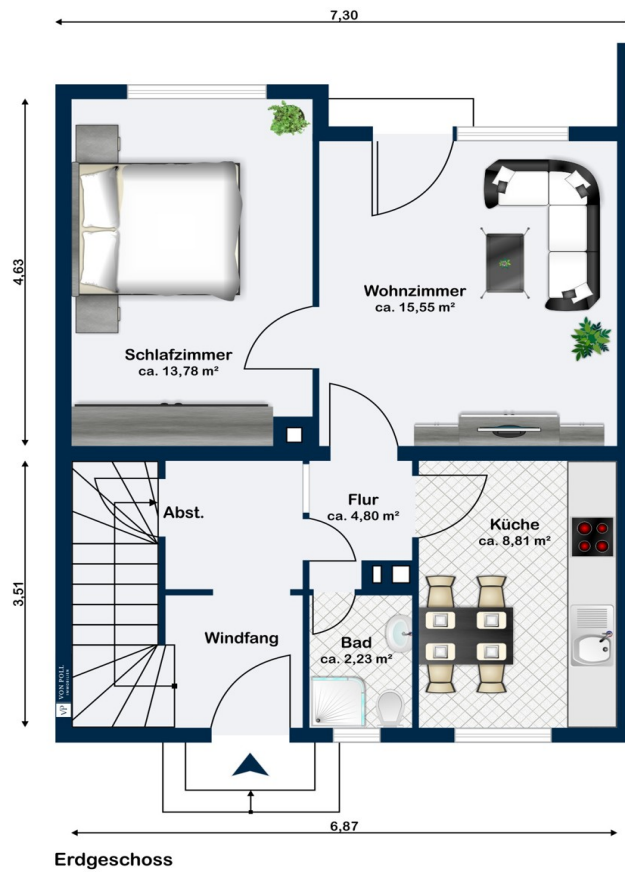 7,30
4,63
Wohnzimmer
ca. 15,55 m²
Schlafzimmer
ca. 13,78 m²
3,51
Abst.
Flur
ca. 4,80 m²
Küche
ca. 8,81 m²
Windfang
Bad
ca. 2,23 m²
VP VON POLL
IMMOBILIEN
6,87
Erdgeschoss